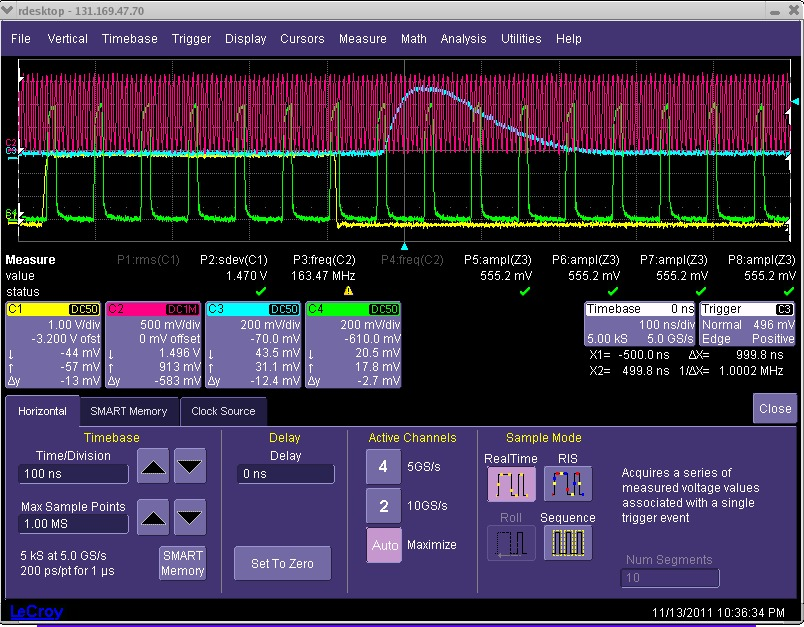 rdesktop - 131.169.47.70
File Vertical Timebase Trigger Display Cursors Measure Math Analysis Utilities Help
Measure P1:rms(C1) P2:sdev(C1) P3:freq(C2) P4:freq(C2) P5:ampl(Z3) P6:ampl(Z3) P7:ampl(Z3) P8:ampl(Z3)
value 1.470 V 163.47 MHz 555.2 mV 555.2 mV 555.2 mV 555.2 mV
status
C1 DC50 C2 DC1M C3 DC50 C4 DC50 Timebase 0 ns Trigger C3
1.00 V/div 500 mV/div 200 mV/div 200 mV/div 100 ns/div Normal 496 mV
-3.200 V ofst 0 mV offset -70.0 mV -610.0 mV 5.00 kS 5.0 GS/s Edge Positive
↓ -44 mV ↓ 1.496 V ↓ 43.5 mV ↓ 20.5 mV X1= -500.0 ns ΔX= 999.8 ns
↑ -57 mV ↑ 913 mV ↑ 31.1 mV ↑ 17.8 mV X2= 499.8 ns 1/ΔX= 1.0002 MHz
Δy -13 mV Δy -583 mV Δy -12.4 mV Δy -2.7 mV
Horizontal SMART Memory Clock Source Close
Timebase Delay Active Channels Sample Mode
Time/Division Delay 4 5GS/s RealTime RIS
100 ns 0 ns
Max Sample Points 2 10GS/s Roll Sequence
1.00 MS
Auto Maximize
Acquires a series of
measured voltage values
associated with a single
trigger event
5 kS at 5.0 GS/s
200 ps/pt for 1 µs
SMART
Memory
Set To Zero
Num Segments
10
LeCroy 11/13/2011 10:36:34 PM